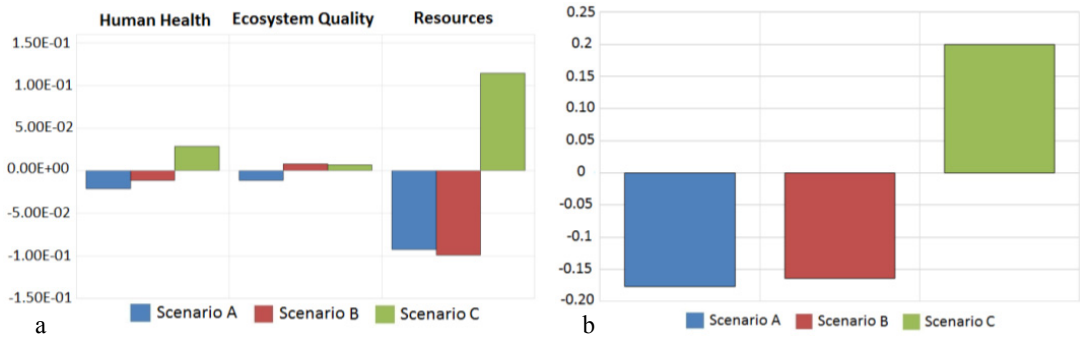 Human Health Ecosystem Quality Resources
1.50E-01
1.00E-01
5.00E-02
0.00E+00
-5.00E-02
-1.00E-01
-1.50E-01
Scenario A Scenario B Scenario C
a
0.25
0.2
0.15
0.10
0.05
0
-0.05
-0.1
-0.15
-0.20
Scenario A Scenario B Scenario C
b